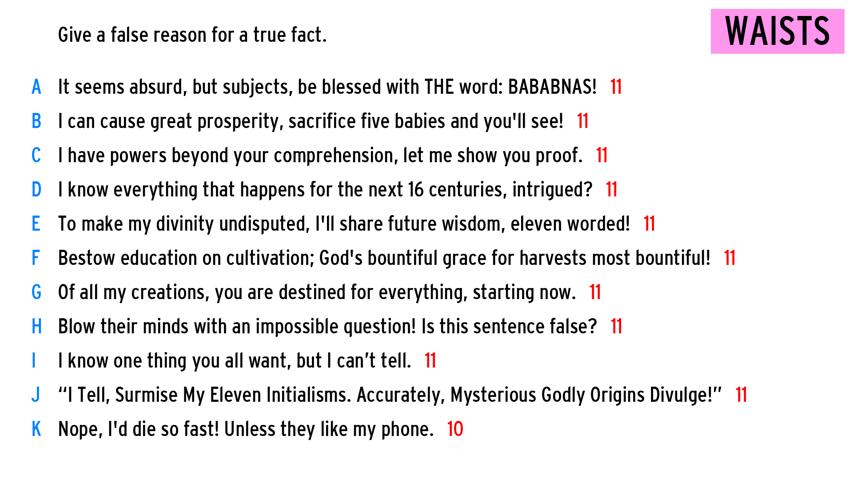 Give a false reason for a true fact.
WAISTS
A It seems absurd, but subjects, be blessed with THE word: BABABNAS! 11
B I can cause great prosperity, sacrifice five babies and you'll see! 11
C I have powers beyond your comprehension, let me show you proof. 11
D I know everything that happens for the next 16 centuries, intrigued? 11
E To make my divinity undisputed, I'll share future wisdom, eleven worded! 11
F Bestow education on cultivation; God's bountiful grace for harvests most bountiful! 11
G Of all my creations, you are destined for everything, starting now. 11
H Blow their minds with an impossible question! Is this sentence false? 11
I I know one thing you all want, but I can’t tell. 11
J “I Tell, Surmise My Eleven Initialisms. Accurately, Mysterious Godly Origins Divulge!” 11
K Nope, I'd die so fast! Unless they like my phone. 10